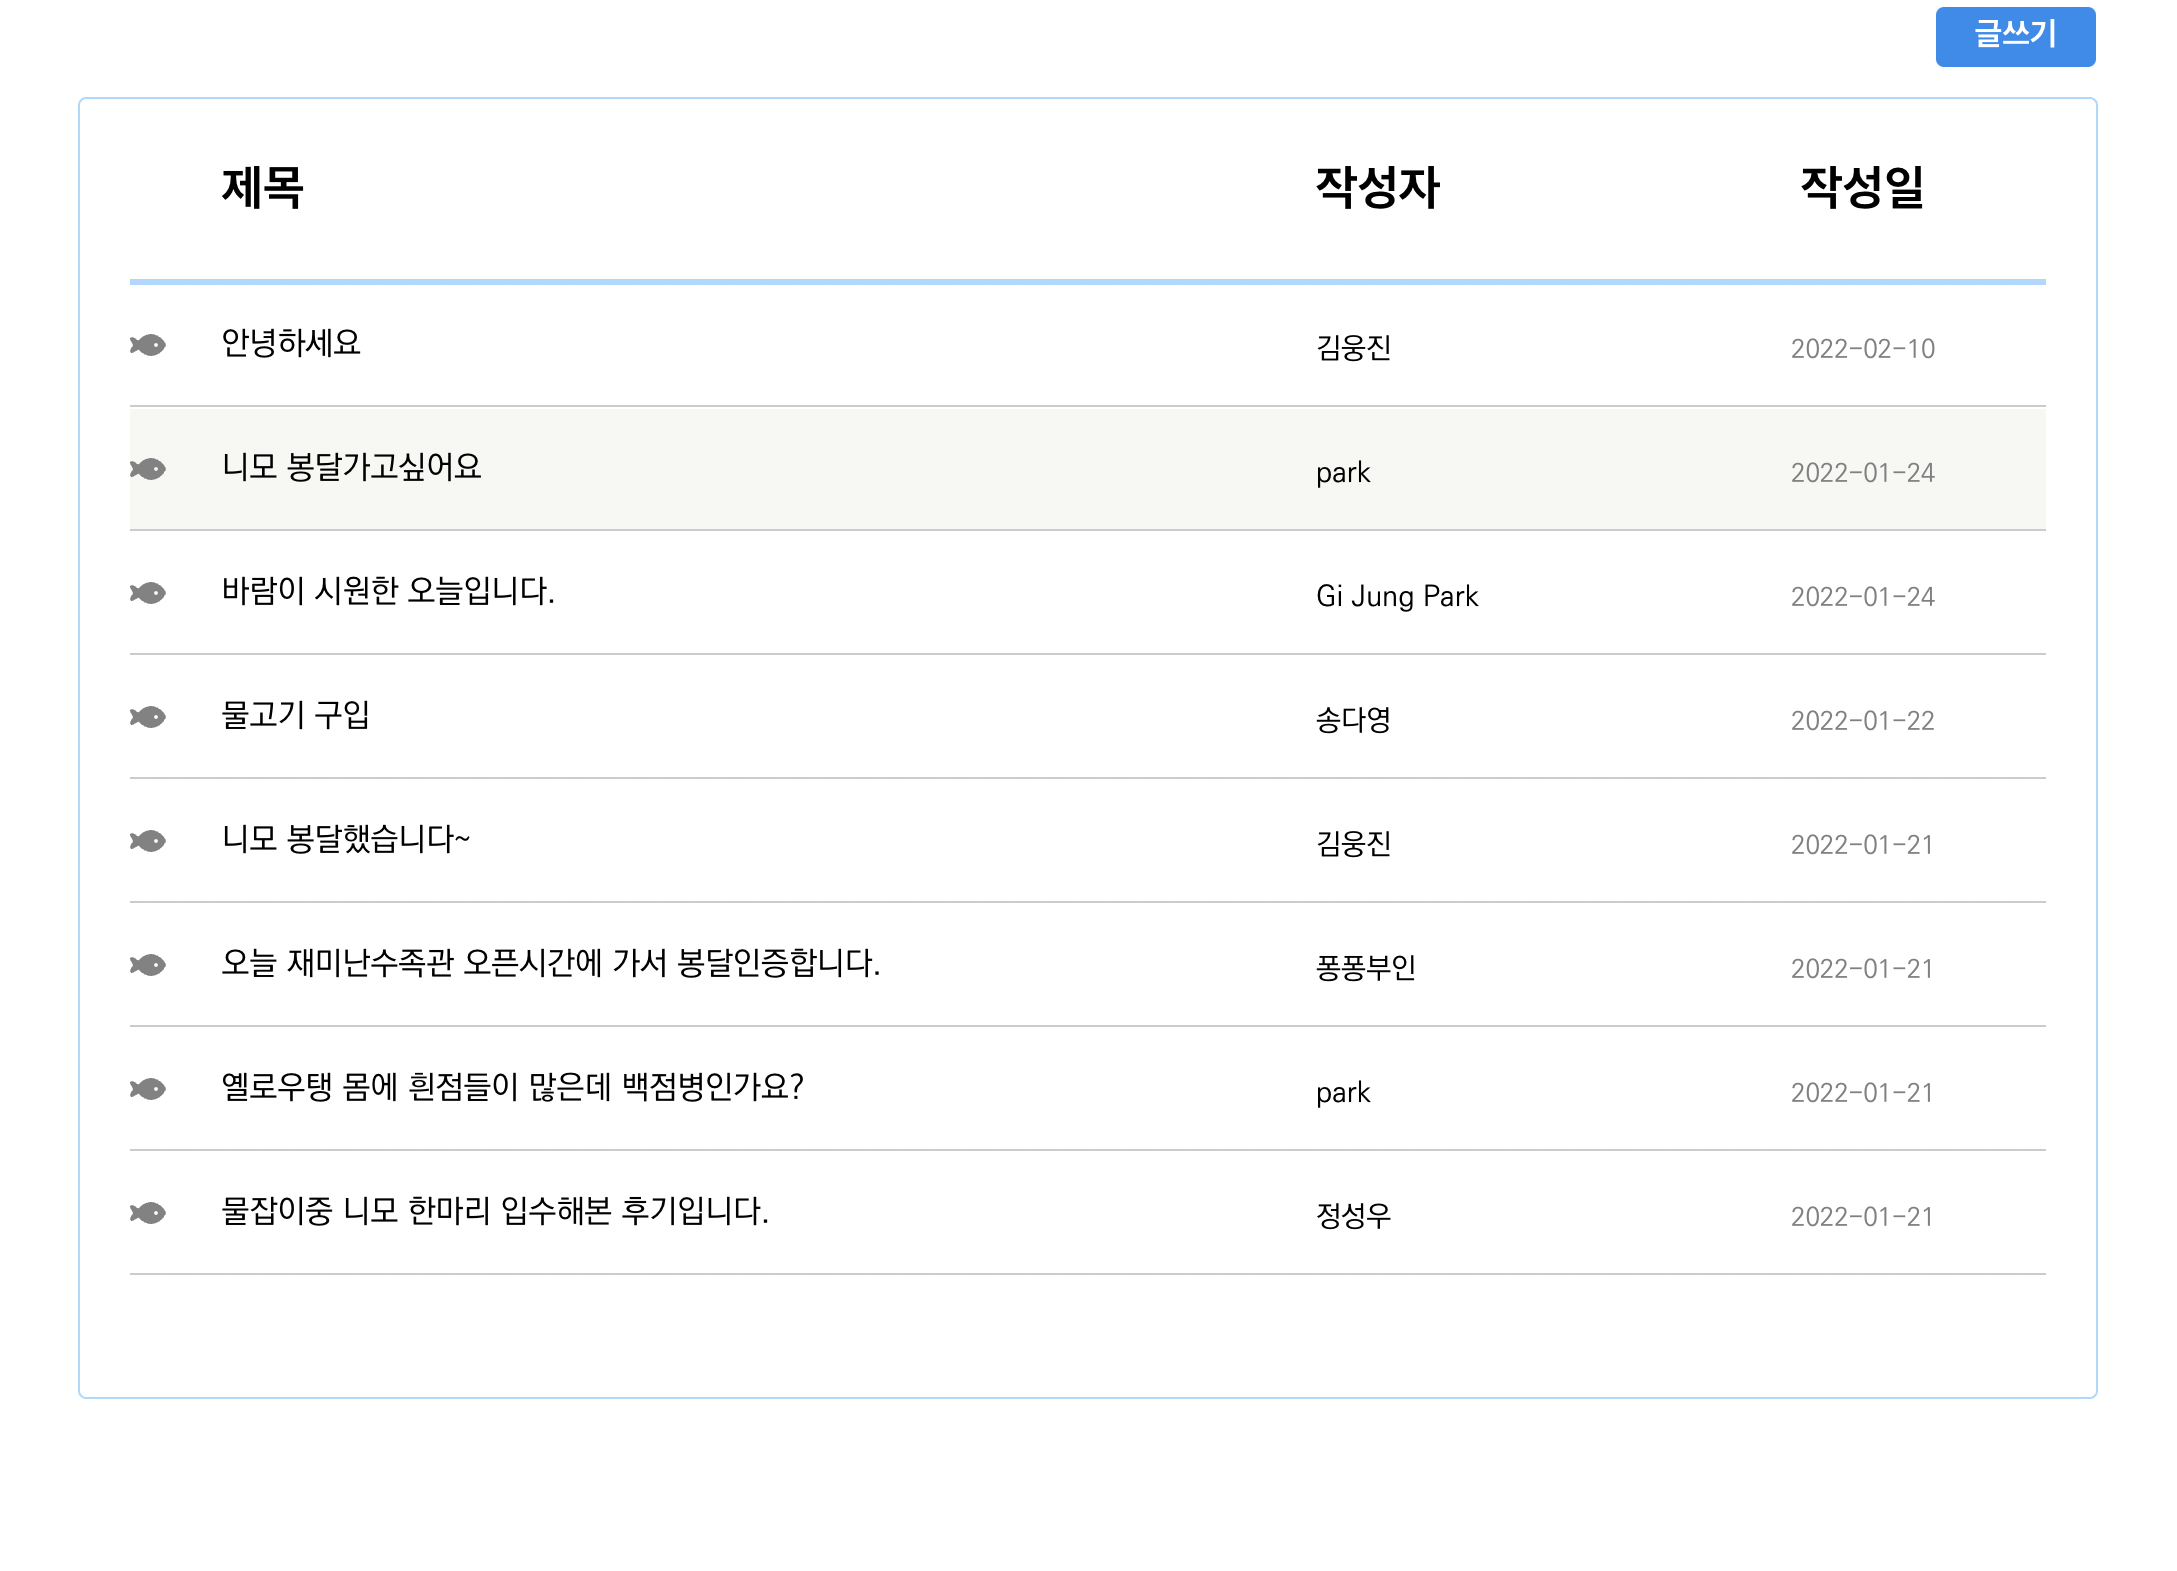 글쓰기
제목 작성자 작성일
안녕하세요 김웅진 2022-02-10
니모 봉달가고싶어요 park 2022-01-24
바람이 시원한 오늘입니다. Gi Jung Park 2022-01-24
물고기 구입 송다영 2022-01-22
니모 봉달했습니다~ 김웅진 2022-01-21
오늘 재미난수족관 오픈시간에 가서 봉달인증합니다. 퐁퐁부인 2022-01-21
옐로우탱 몸에 흰점들이 많은데 백점병인가요? park 2022-01-21
물잡이중 니모 한마리 입수해본 후기입니다. 정성우 2022-01-21